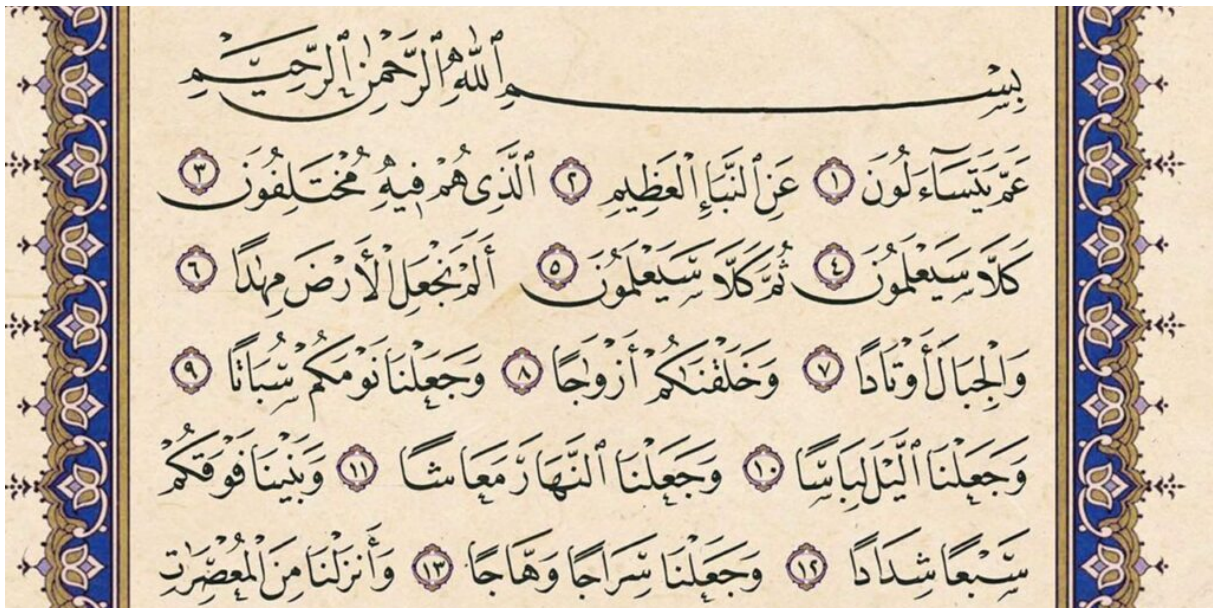 بِسْمِ ٱللَّهِ ٱلرَّحْمَٰنِ ٱلرَّحِيمِ
عَمَّ يَتَسَآءَلُونَ ١ عَنِ ٱلنَّبَإِ ٱلْعَظِيمِ ٢ ٱلَّذِى هُمْ فِيهِ مُخْتَلِفُونَ ٣
كَلَّا سَيَعْلَمُونَ ٤ ثُمَّ كَلَّا سَيَعْلَمُونَ ٥ أَلَمْ نَجْعَلِ ٱلْأَرْضَ مِهَٰدًا ٦
وَٱلْجِبَالَ أَوْتَادًا ٧ وَخَلَقْنَٰكُمْ أَزْوَٰجًا ٨ وَجَعَلْنَا نَوْمَكُمْ سُبَاتًا ٩
وَجَعَلْنَا ٱلَّيْلَ لِبَاسًا ١٠ وَجَعَلْنَا ٱلنَّهَارَ مَعَاشًا ١١ وَبَنَيْنَا فَوْقَكُمْ
سَبْعًا شِدَادًا ١٢ وَجَعَلْنَا سِرَاجًا وَهَّاجًا ١٣ وَأَنزَلْنَا مِنَ ٱلْمُعْصِرَٰتِ